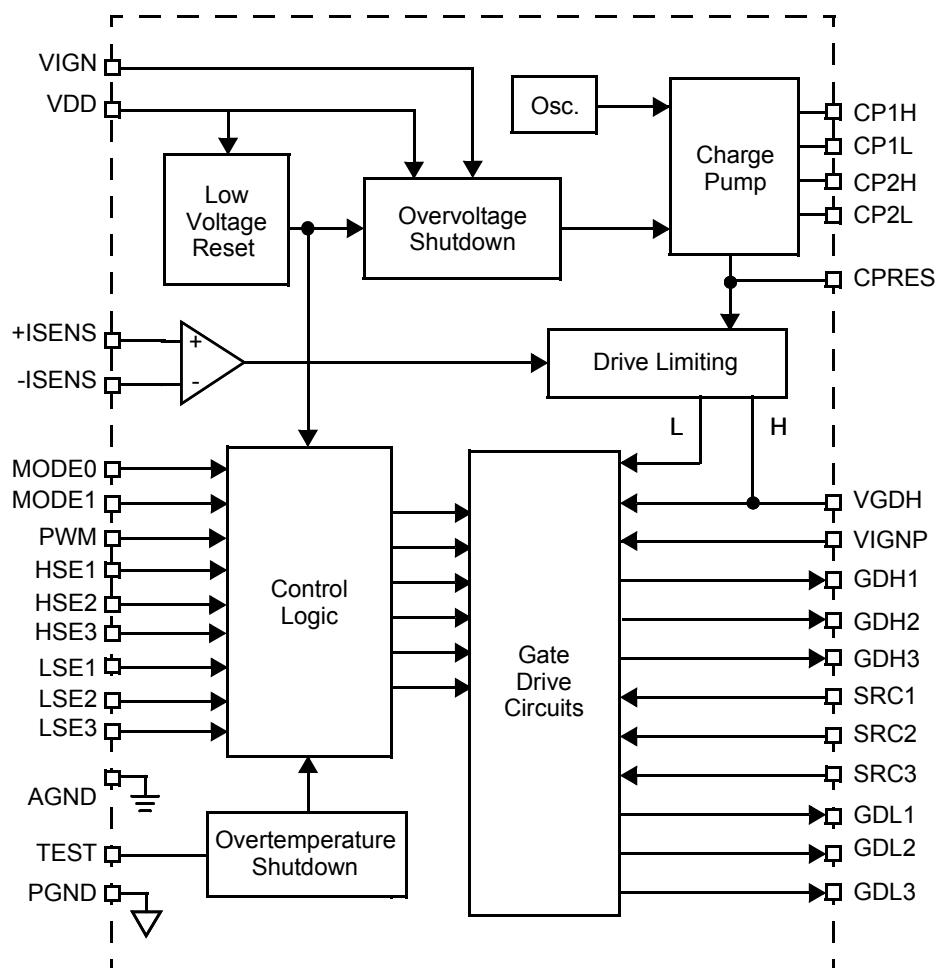 VIGN
VDD
Osc.
Charge
Pump
CP1H
CP1L
CP2H
CP2L
CPRES
Low
Voltage
Reset
Overvoltage
Shutdown
+ISENS
-ISENS
+
-
Drive Limiting
L
H
MODE0
MODE1
PWM
HSE1
HSE2
HSE3
LSE1
LSE2
LSE3
AGND
TEST
PGND
Control
Logic
Overtemperature
Shutdown
Gate
Drive
Circuits
VGDH
VIGNP
GDH1
GDH2
GDH3
SRC1
SRC2
SRC3
GDL1
GDL2
GDL3